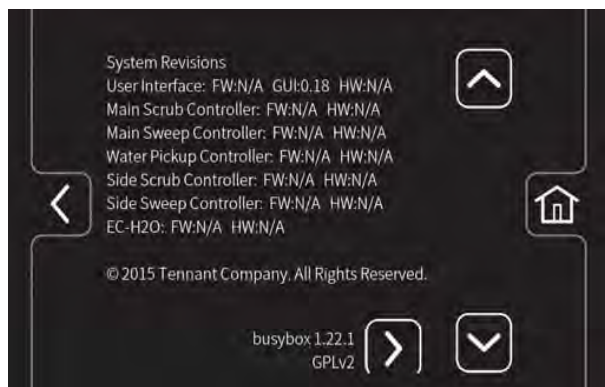 System Revisions
User Interface: FW:N/A GUI:0.18 HW:N/A
Main Scrub Controller: FW:N/A HW:N/A
Main Sweep Controller: FW:N/A HW:N/A
Water Pickup Controller: FW:N/A HW:N/A
Side Scrub Controller: FW:N/A HW:N/A
Side Sweep Controller: FW:N/A HW:N/A
EC-H2O: FW:N/A HW:N/A
© 2015 Tennant Company. All Rights Reserved.
busybox 1.22.1
GPLv2